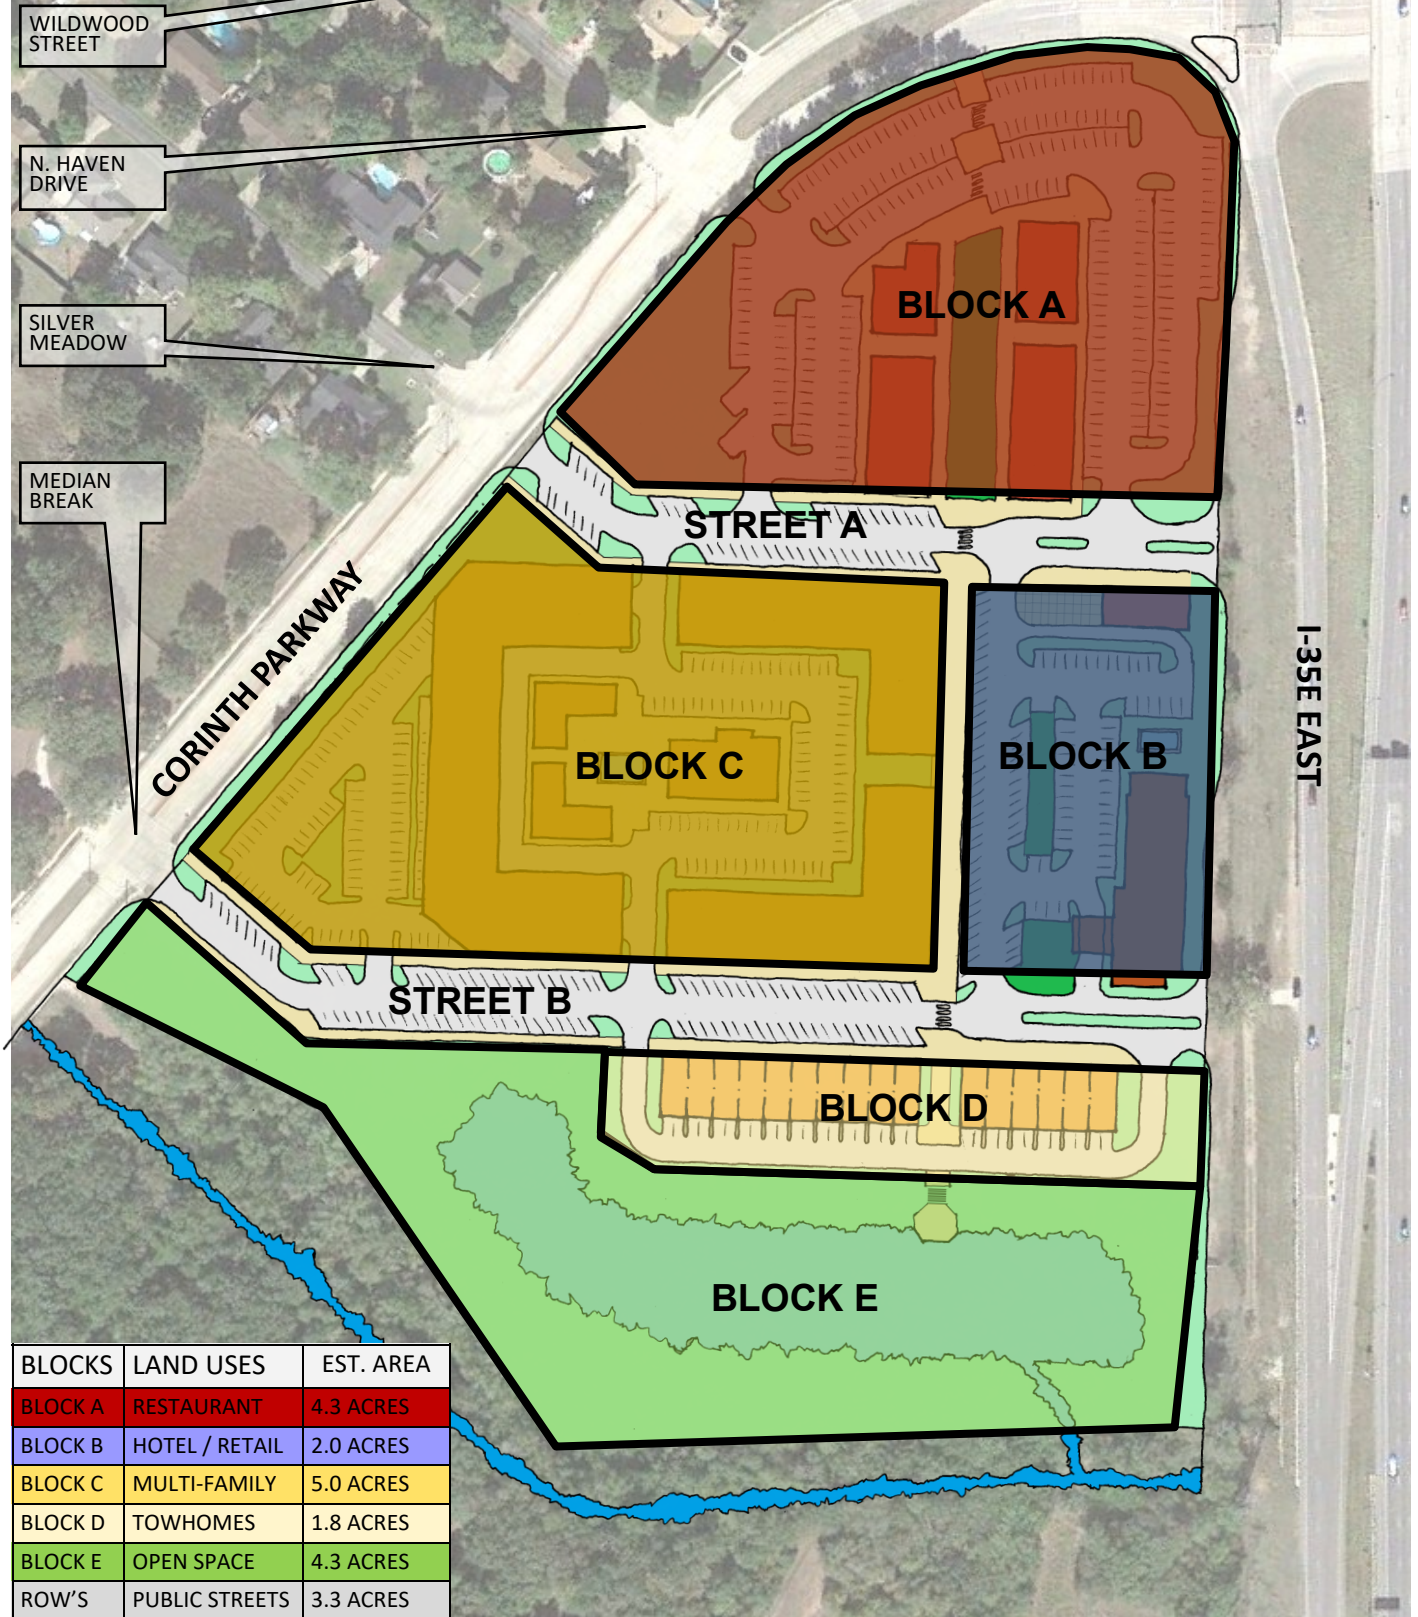 WILDWOOD
STREET
N. HAVEN
DRIVE
SILVER
MEADOW
MEDIAN
BREAK
CORINTH PARKWAY
BLOCK A
STREET A
BLOCK C
BLOCK B
I-35E EAST
STREET B
BLOCK D
BLOCK E
BLOCKS LAND USES EST. AREA
BLOCK A RESTAURANT 4.3 ACRES
BLOCK B HOTEL / RETAIL 2.0 ACRES
BLOCK C MULTI-FAMILY 5.0 ACRES
BLOCK D TOWHOMES 1.8 ACRES
BLOCK E OPEN SPACE 4.3 ACRES
ROW'S PUBLIC STREETS 3.3 ACRES